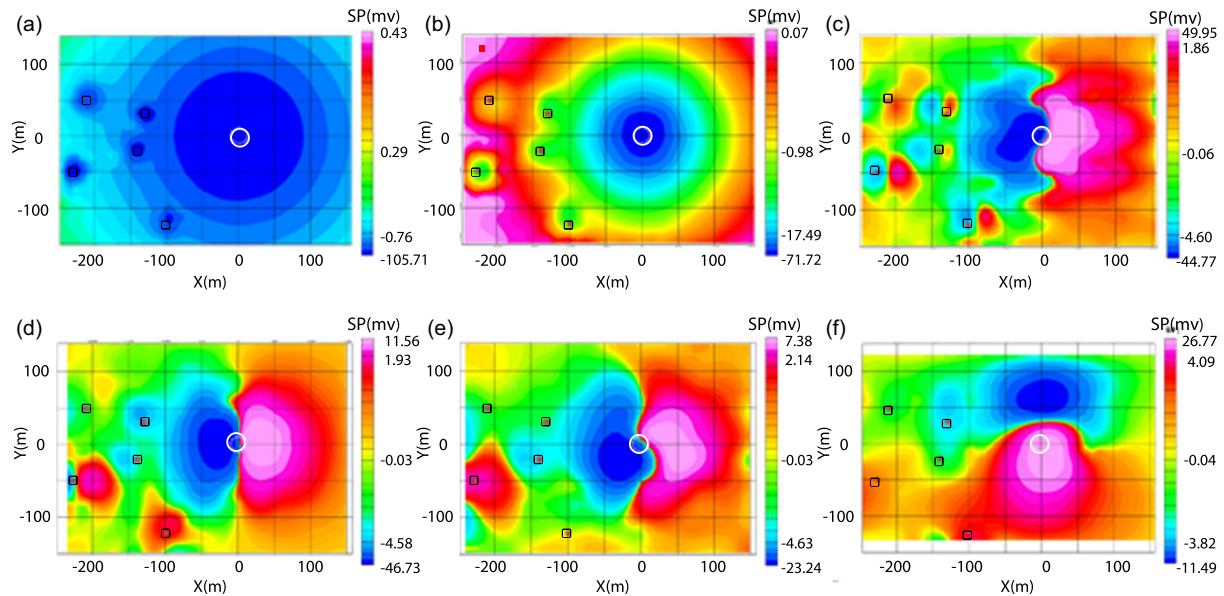 (a)
SP(mv)
0.43
0.29
-0.76
-105.71
100
0
-100
Y(m)
-200
-100
0
100
X(m)
(b)
SP(mv)
0.07
-0.98
-17.49
-71.72
100
0
-100
Y(m)
-200
-100
0
100
X(m)
(c)
SP(mv)
49.95
1.86
-0.06
-4.60
-44.77
100
0
-100
Y(m)
-200
-100
0
100
X(m)
(d)
SP(mv)
11.56
1.93
-0.03
-4.58
-46.73
100
0
-100
Y(m)
-200
-100
0
100
X(m)
(e)
SP(mv)
7.38
2.14
-0.03
-4.63
-23.24
100
0
-100
Y(m)
-200
-100
0
100
X(m)
(f)
SP(mv)
26.77
4.09
-0.04
-3.82
-11.49
100
0
-100
Y(m)
-200
-100
0
100
X(m)